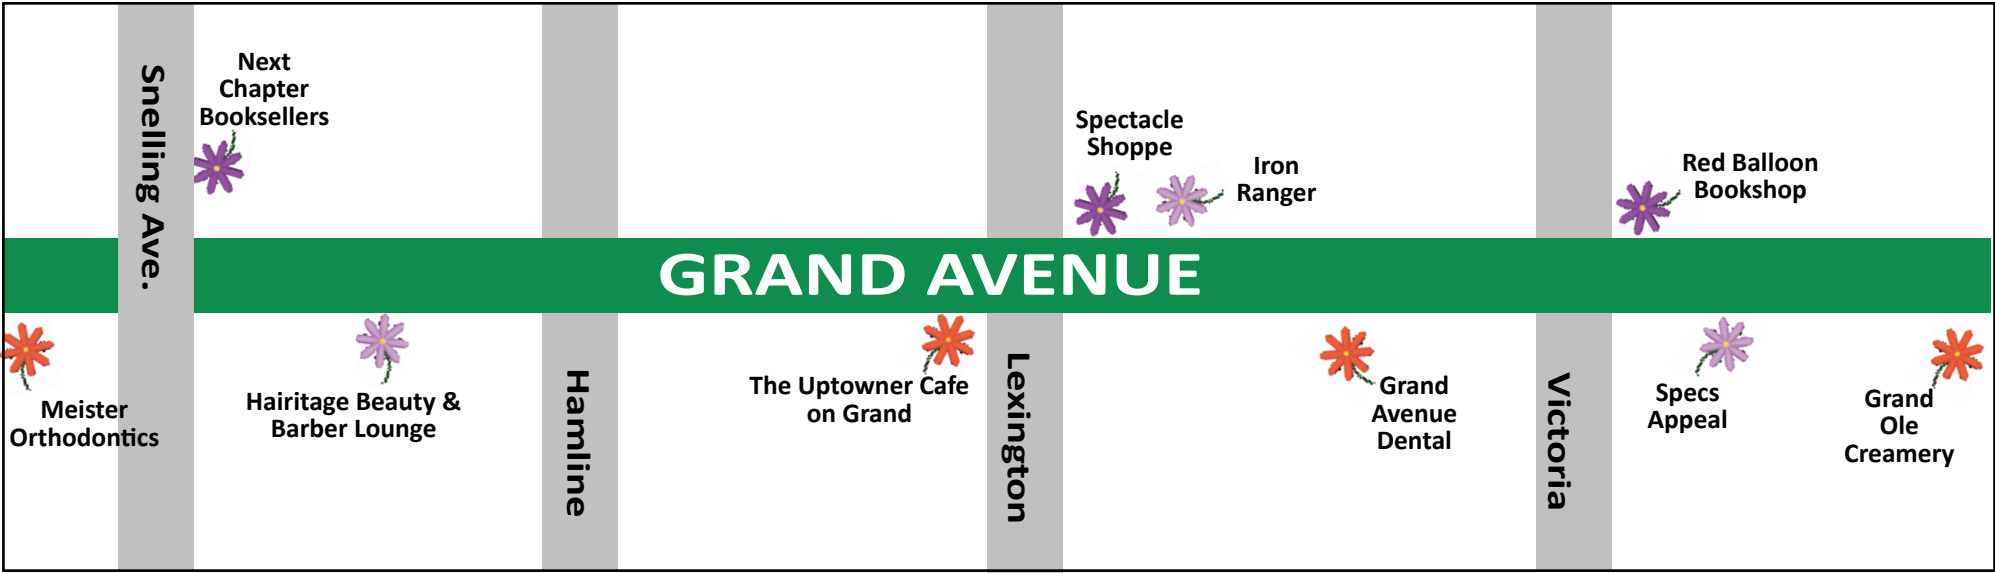 Snelling Ave.
Next
Chapter
Booksellers
Spectacle
Shoppe
Iron
Ranger
Red Balloon
Bookshop
GRAND AVENUE
Meister
Orthodontics
Hairitage Beauty &
Barber Lounge
Hamline
The Uptowner Cafe
on Grand
Lexington
Grand
Avenue
Dental
Victoria
Specs
Appeal
Grand
Ole
Creamery